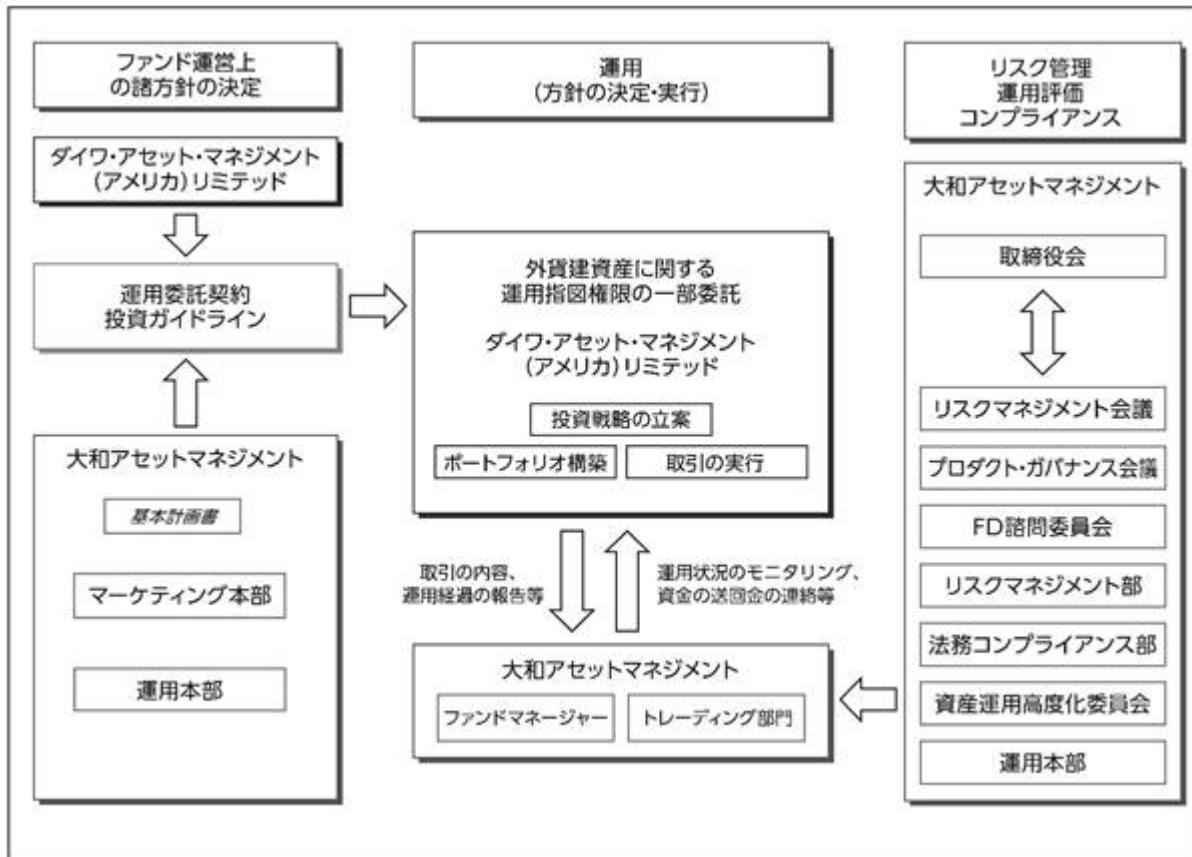 ファンド運営上
の諸方針の決定
ダイワ・アセット・マネジメント
(アメリカ)リミテッド
運用委託契約
投資ガイドライン
大和アセットマネジメント
基本計画書
マーケティング本部
運用本部
運用
(方針の決定・実行)
外貨建資産に関する
運用指図権限の一部委託
ダイワ・アセット・マネジメント
(アメリカ)リミテッド
投資戦略の立案
ポートフォリオ構築
取引の実行
取引の内容、
運用経過の報告等
運用状況のモニタリング、
資金の送回金の連絡等
大和アセットマネジメント
ファンドマネージャー
トレーディング部門
リスク管理
運用評価
コンプライアンス
大和アセットマネジメント
取締役会
リスクマネジメント会議
プロダクト・ガバナンス会議
FD諮問委員会
リスクマネジメント部
法務コンプライアンス部
資産運用高度化委員会
運用本部